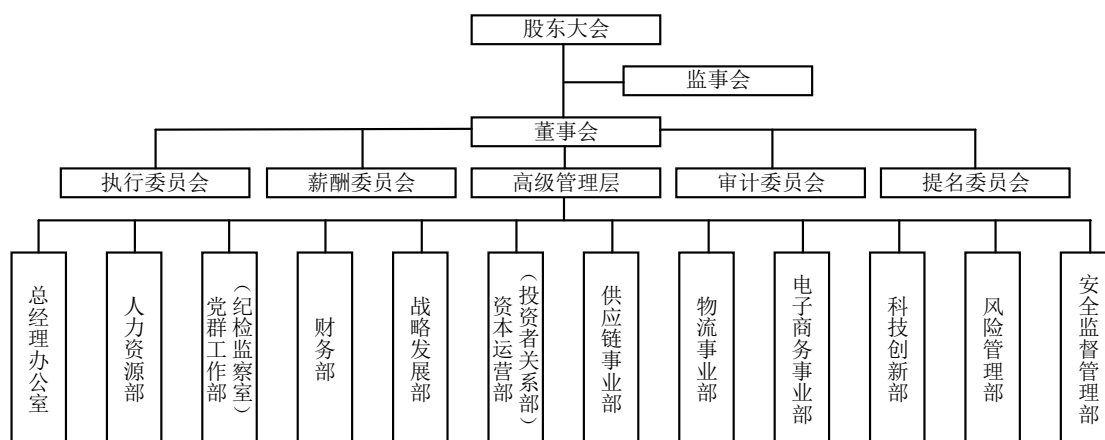 股东大会
监事会
董事会
执行委员会
薪酬委员会
高级管理层
审计委员会
提名委员会
总经理办公室
人力资源部
党群工作部
（纪检监察室）
财务部
战略发展部
资本运营部
（投资者关系部）
供应链事业部
物流事业部
电子商务事业部
科技创新部
风险管理部
安全监督管理部